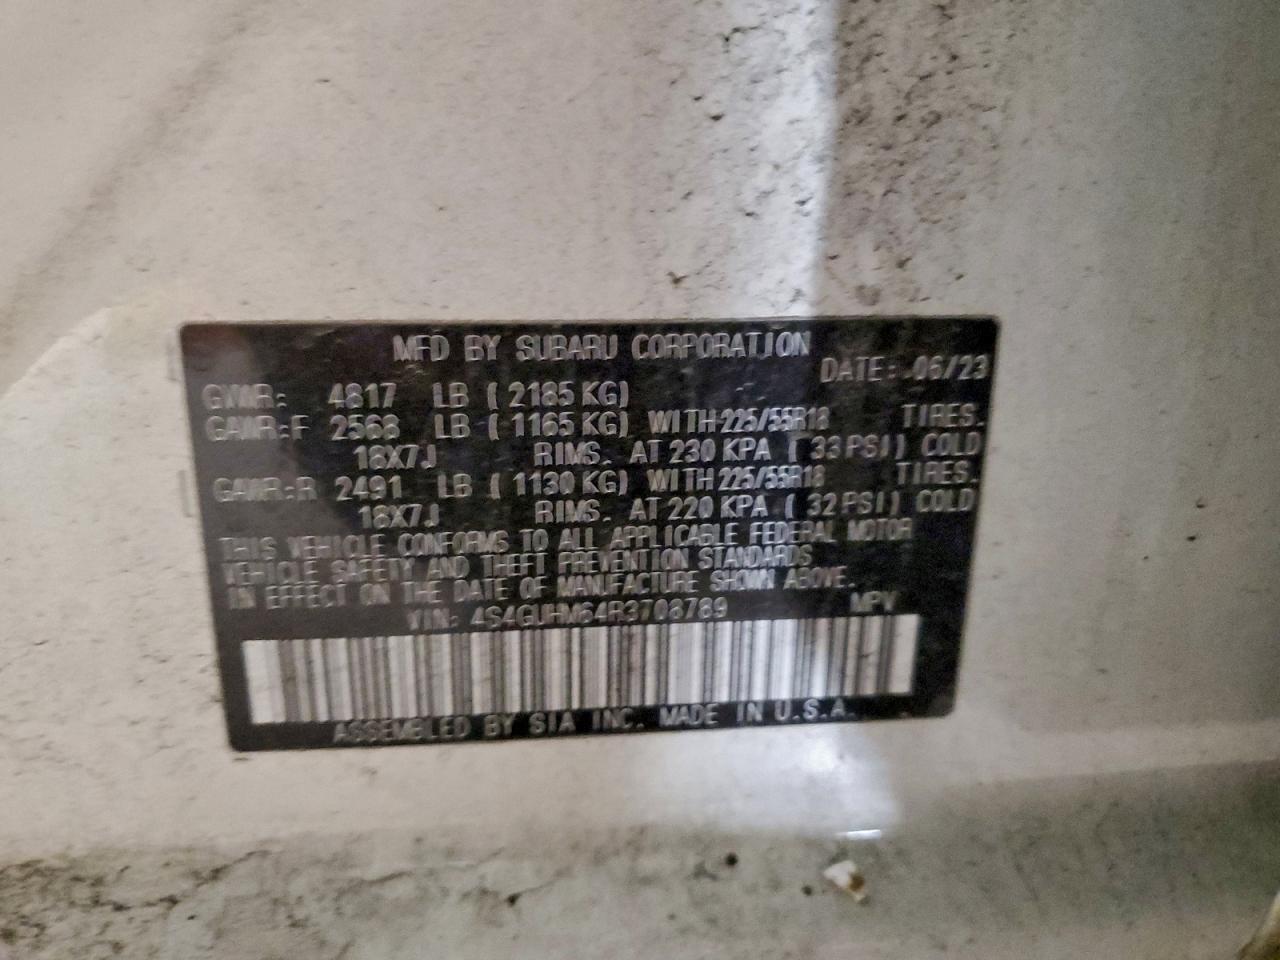 MFD BY SUBARU CORPORATION
DATE: 06/23
GVWR: 4817 LB ( 2185 KG)
GAWR:F 2568 LB ( 1165 KG) WITH 225/55R18 TIRES.
18X7J RIMS. AT 230 KPA ( 33 PSI) COLD
GAWR:R 2491 LB ( 1130 KG) WITH 225/55R18 TIRES.
18X7J RIMS. AT 220 KPA ( 32 PSI) COLD
THIS VEHICLE CONFORMS TO ALL APPLICABLE FEDERAL MOTOR
VEHICLE SAFETY AND THEFT PREVENTION STANDARDS
IN EFFECT ON THE DATE OF MANUFACTURE SHOWN ABOVE.
VIN: 4S4GUHM64R3708789 MPV
ASSEMBLED BY SIA INC. MADE IN U.S.A.